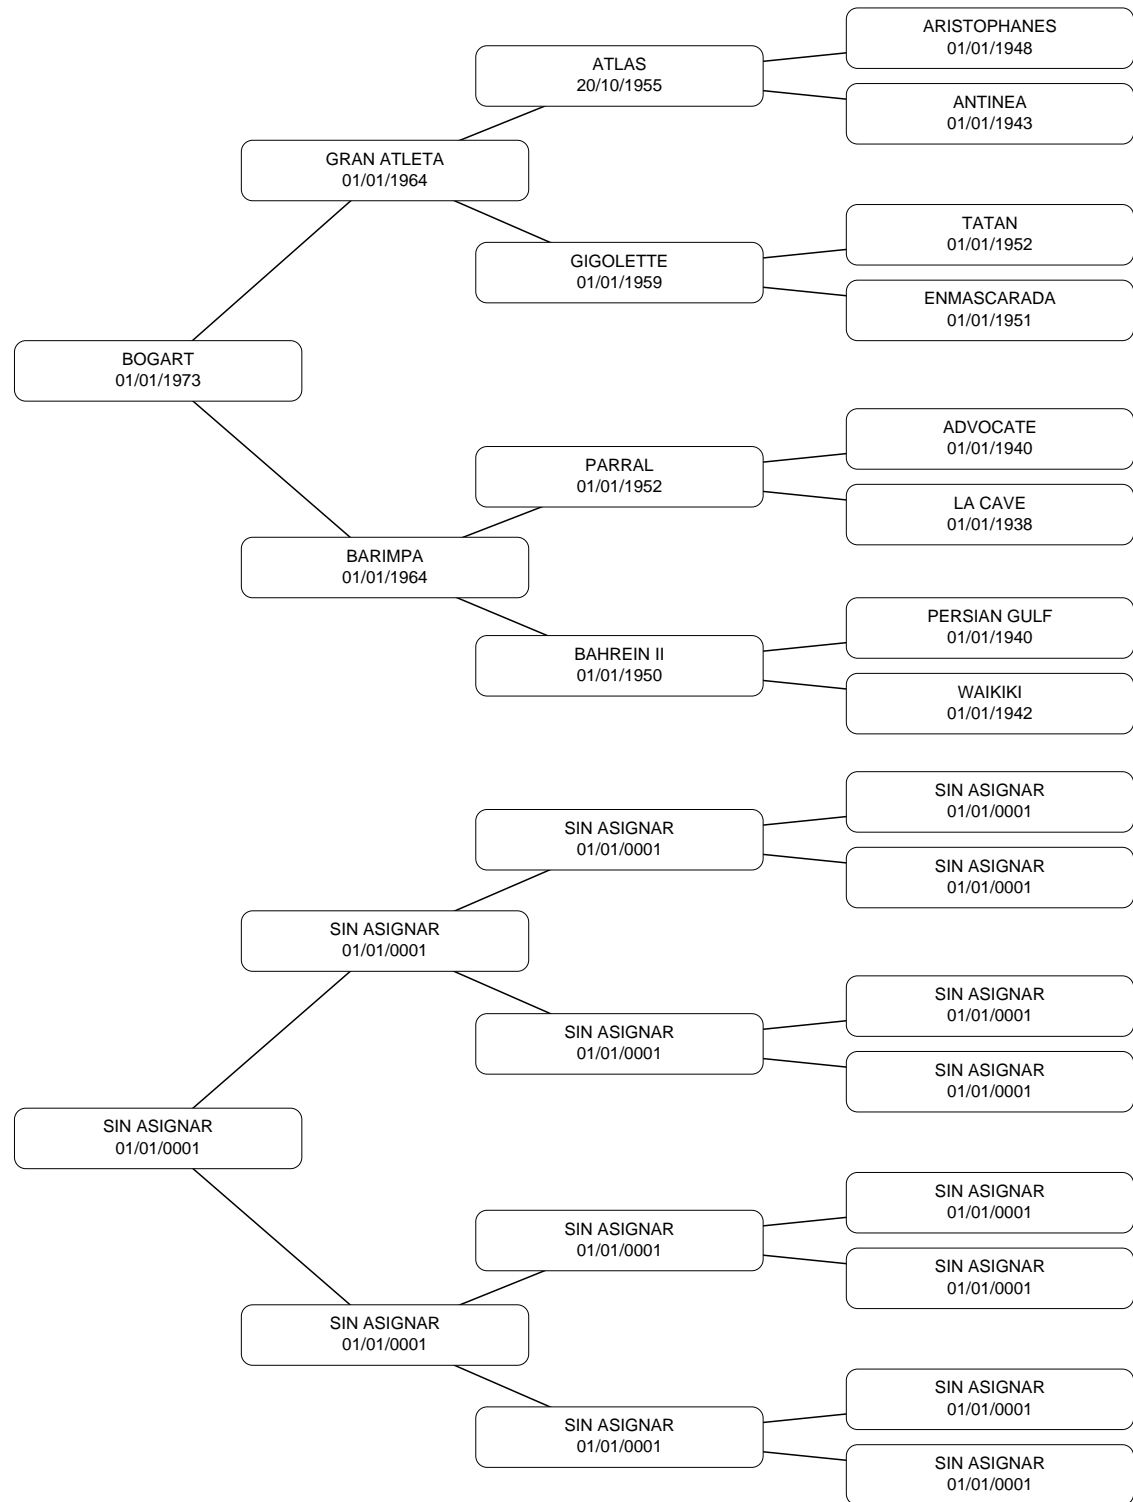 ARISTOPHANES
01/01/1948
ATLAS
20/10/1955
ANTINEA
01/01/1943
GRAN ATLETA
01/01/1964
TATAN
01/01/1952
GIGOLETTE
01/01/1959
ENMASCARADA
01/01/1951
BOGART
01/01/1973
ADVOCATE
01/01/1940
PARRAL
01/01/1952
LA CAVE
01/01/1938
BARIMPA
01/01/1964
PERSIAN GULF
01/01/1940
BAHREIN II
01/01/1950
WAIKIKI
01/01/1942
SIN ASIGNAR
01/01/0001
SIN ASIGNAR
01/01/0001
SIN ASIGNAR
01/01/0001
SIN ASIGNAR
01/01/0001
SIN ASIGNAR
01/01/0001
SIN ASIGNAR
01/01/0001
SIN ASIGNAR
01/01/0001
SIN ASIGNAR
01/01/0001
SIN ASIGNAR
01/01/0001
SIN ASIGNAR
01/01/0001
SIN ASIGNAR
01/01/0001
SIN ASIGNAR
01/01/0001
SIN ASIGNAR
01/01/0001
SIN ASIGNAR
01/01/0001
SIN ASIGNAR
01/01/0001